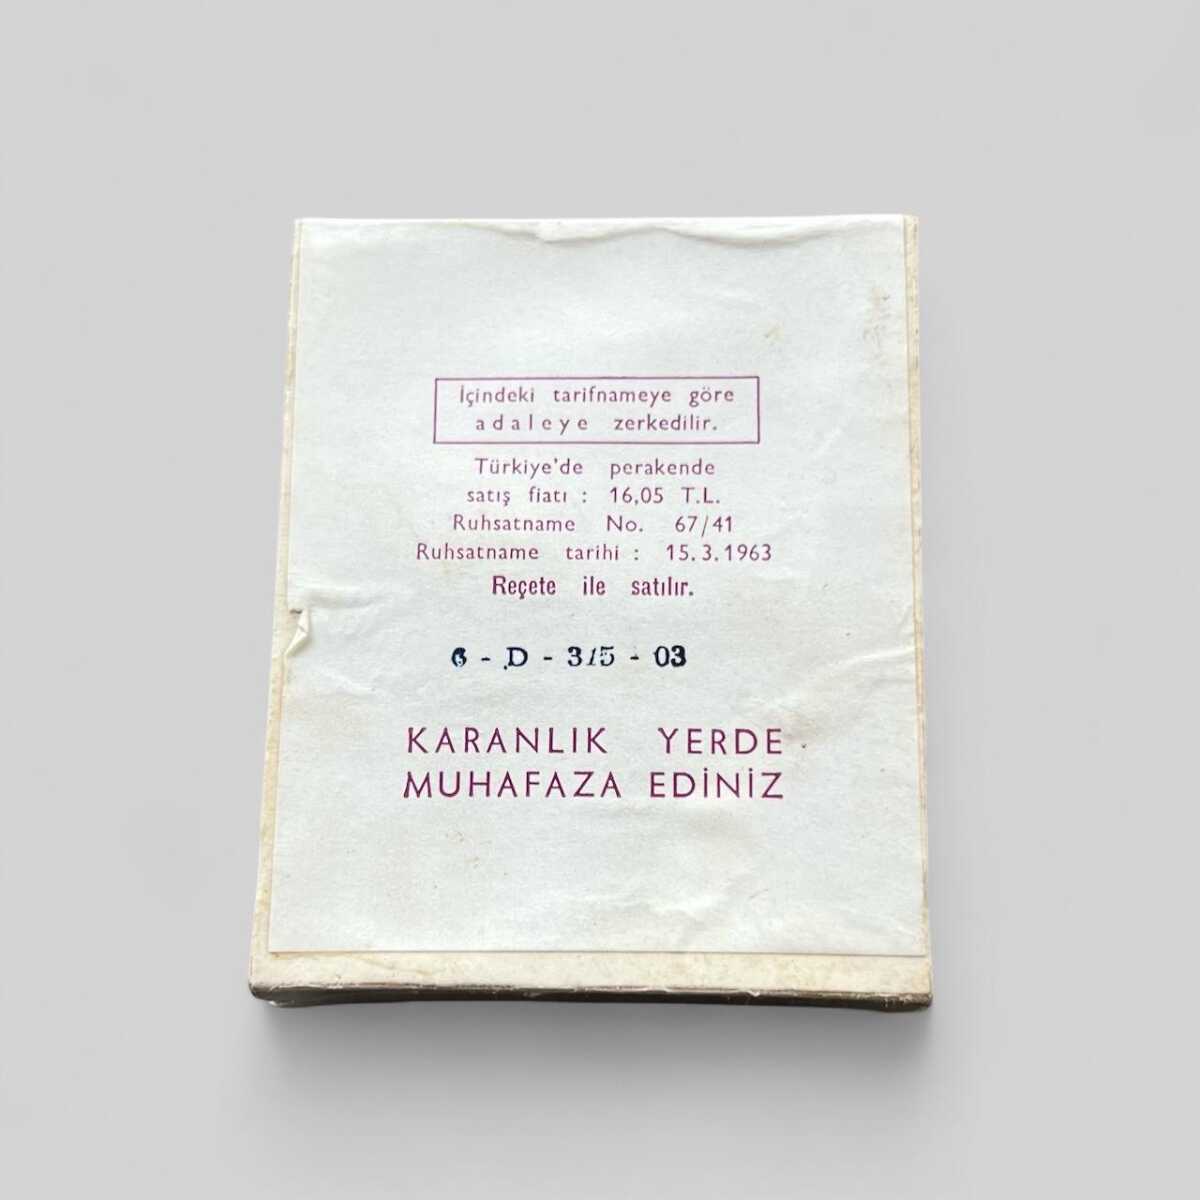 İçindeki tarifnameye göre
adaleye zerkedilir.
Türkiye'de perakende
satış fiatı : 16,05 T.L.
Ruhsatname No. 67/41
Ruhsatname tarihi : 15.3.1963
Reçete ile satılır.
6 - D - 315 - 03
KARANLIK YERDE
MUHAFAZA EDİNİZ